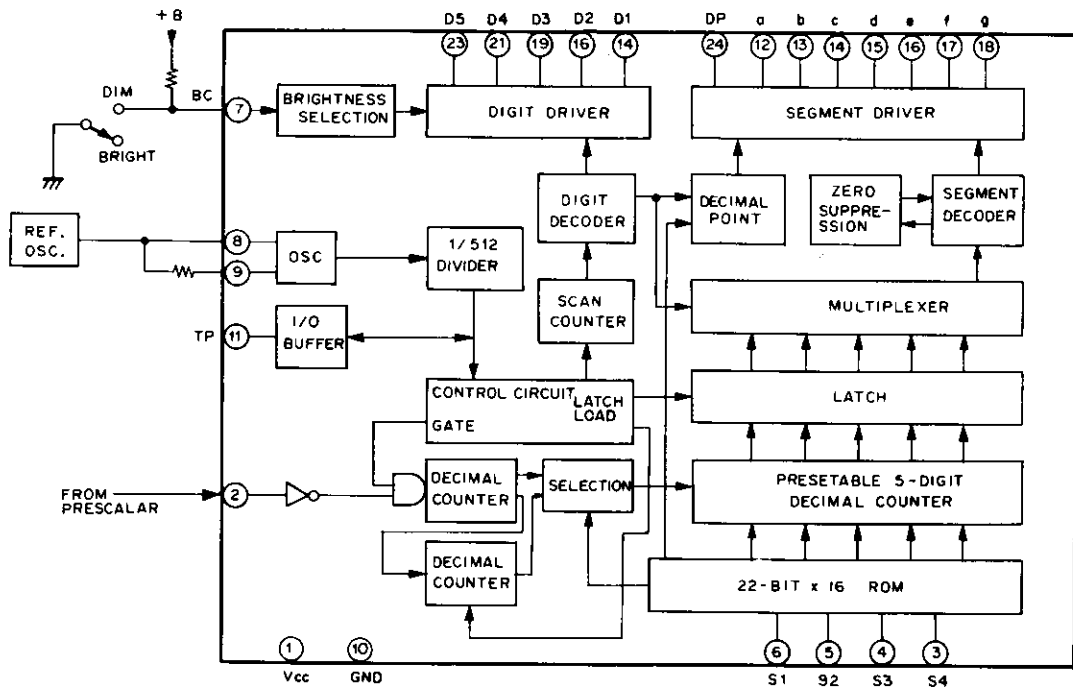 +8
D5 D4 D3 D2 D1 DP a b c d e f g
23 21 19 16 14 24 12 13 14 15 16 17 18
DIM
BC
7
BRIGHTNESS
SELECTION
DIGIT DRIVER
SEGMENT DRIVER
BRIGHT
DIGIT
DECODER
DECIMAL
POINT
ZERO
SUPPRE-
SSION
SEGMENT
DECODER
REF.
OSC.
8
9
OSC
1/512
DIVIDER
SCAN
COUNTER
MULTIPLEXER
TP
11
I/O
BUFFER
CONTROL CIRCUIT
LATCH
LOAD
GATE
LATCH
FROM
PRESCALAR
2
DECIMAL
COUNTER
SELECTION
PRESETABLE 5-DIGIT
DECIMAL COUNTER
DECIMAL
COUNTER
22-BIT x 16 ROM
1
Vcc
10
GND
6 5 4 3
S1 S2 S3 S4